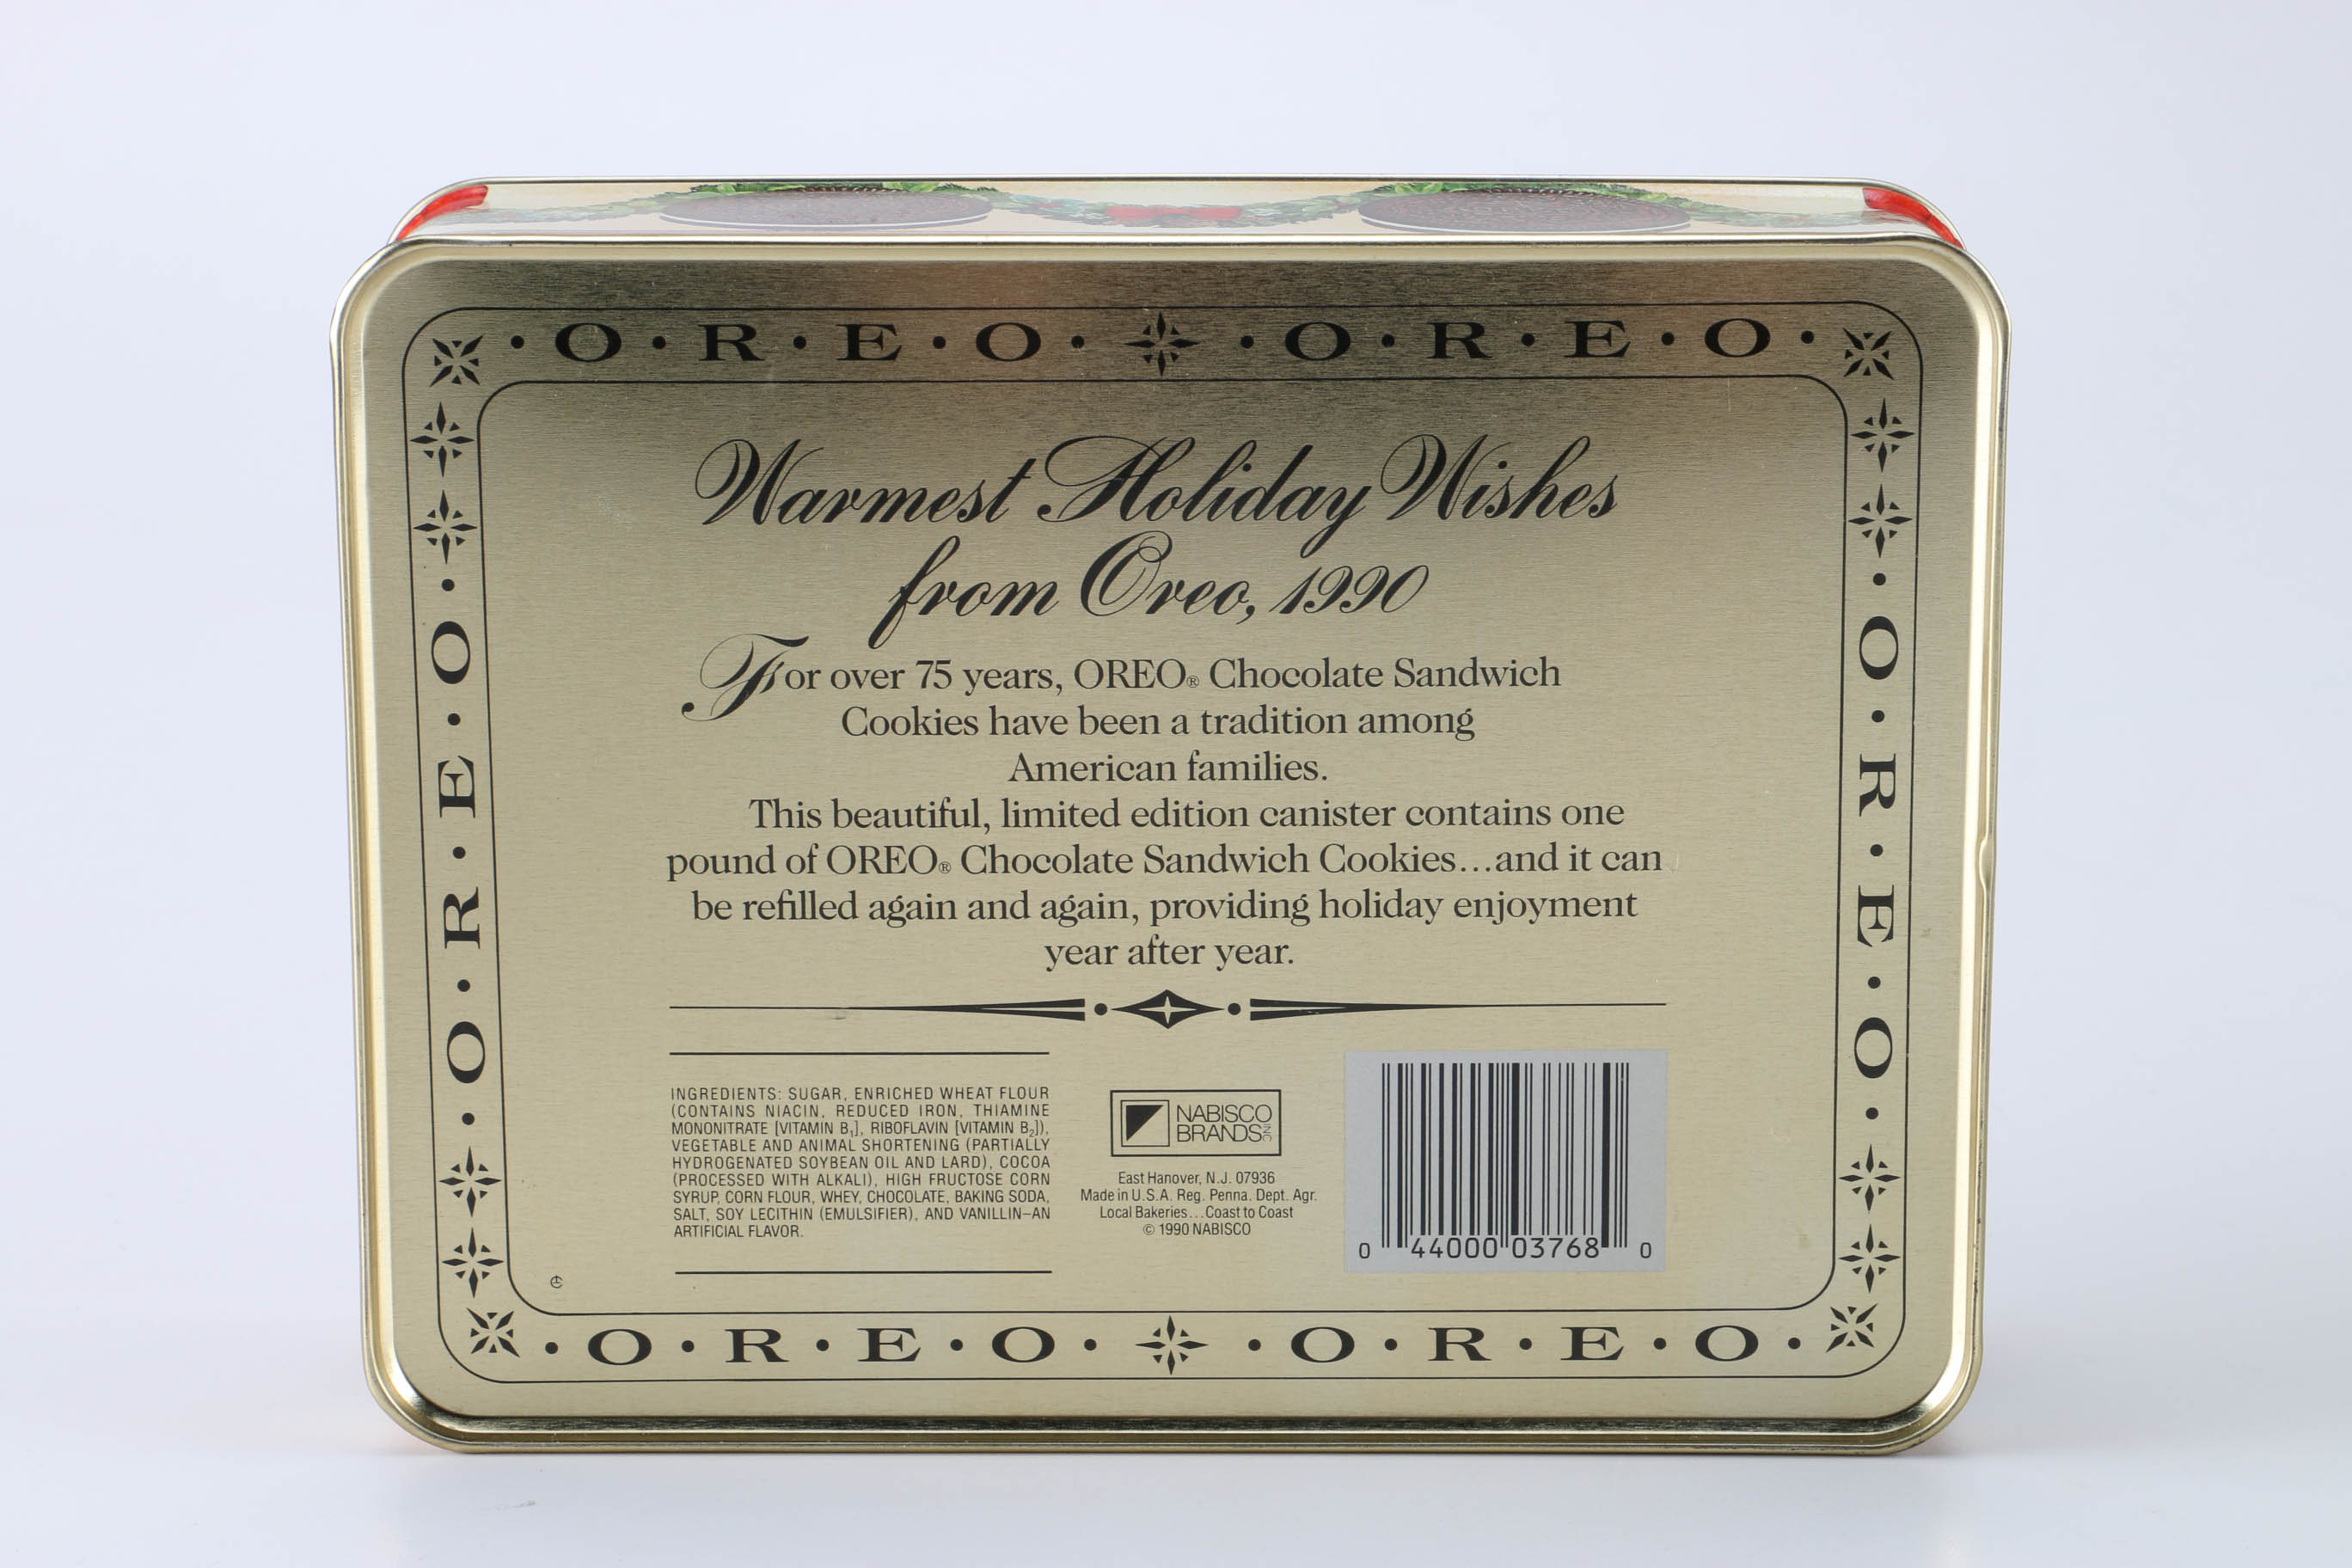 · O · R · E · O · · O · R · E · O ·
· O · R · E · O ·
· O · R · E · O ·
Warmest Holiday Wishes
from Oreo, 1990
For over 75 years, OREO® Chocolate Sandwich
Cookies have been a tradition among
American families.
This beautiful, limited edition canister contains one
pound of OREO® Chocolate Sandwich Cookies...and it can
be refilled again and again, providing holiday enjoyment
year after year.
INGREDIENTS: SUGAR, ENRICHED WHEAT FLOUR
(CONTAINS NIACIN, REDUCED IRON, THIAMINE
MONONITRATE [VITAMIN B₁], RIBOFLAVIN [VITAMIN B₂]),
VEGETABLE AND ANIMAL SHORTENING (PARTIALLY
HYDROGENATED SOYBEAN OIL AND LARD), COCOA
(PROCESSED WITH ALKALI), HIGH FRUCTOSE CORN
SYRUP, CORN FLOUR, WHEY, CHOCOLATE, BAKING SODA,
SALT, SOY LECITHIN (EMULSIFIER), AND VANILLIN–AN
ARTIFICIAL FLAVOR.
NABISCO
BRANDS INC
East Hanover, N.J. 07936
Made in U.S.A. Reg. Penna. Dept. Agr.
Local Bakeries...Coast to Coast
© 1990 NABISCO
0 44000 03768 0
· O · R · E · O · · O · R · E · O ·